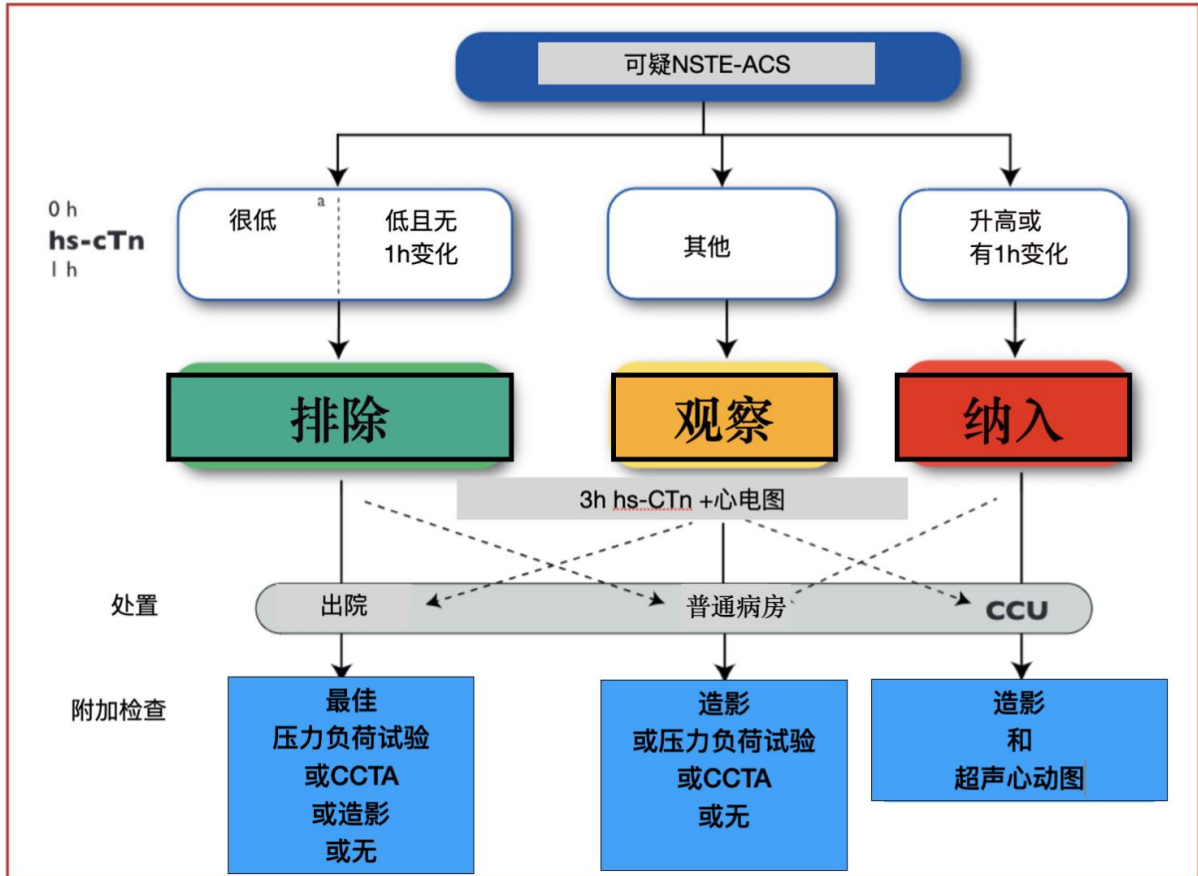 可疑NSTE-ACS
0 h
hs-cTn
1 h
很低
a
低且无
1h变化
其他
升高或
有1h变化
排除
观察
纳入
3h hs-CTn +心电图
处置
出院
普通病房
CCU
附加检查
最佳
压力负荷试验
或CCTA
或造影
或无
造影
或压力负荷试验
或CCTA
或无
造影
和
超声心动图